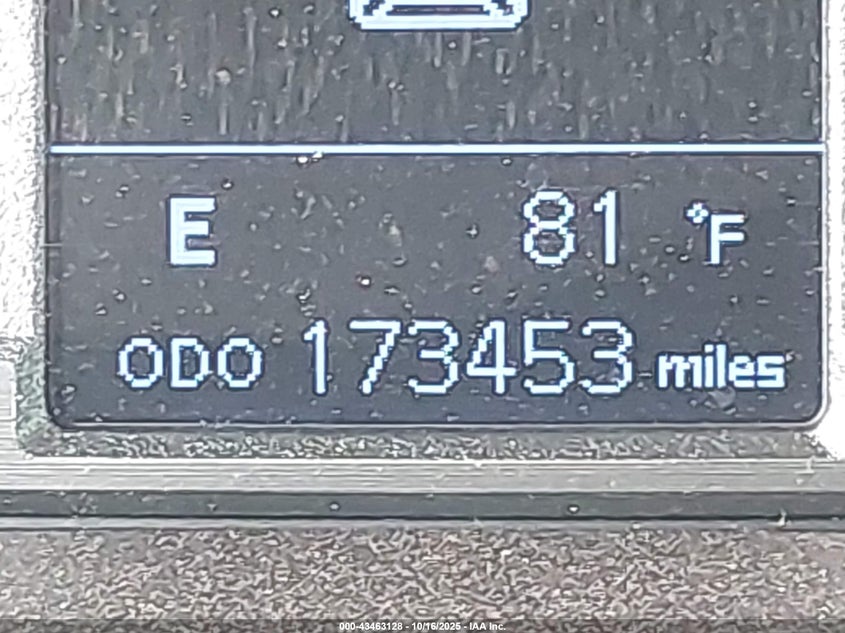 E 81 °F
ODO 173453 miles
000-43463128 - 10/16/2025 - IAA Inc.